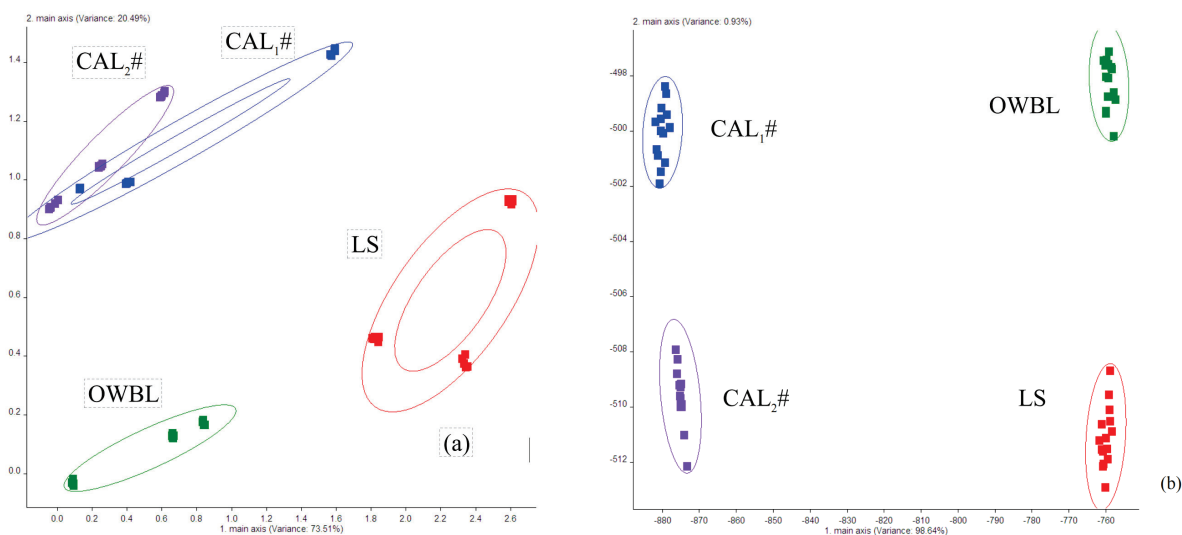 2. main axis (Variance: 20.49%)
1.4
1.2
1.0
0.8
0.6
0.4
0.2
0.0
CAL₁#
CAL₂#
LS
OWBL
(a)
0.0 0.2 0.4 0.6 0.8 1.0 1.2 1.4 1.6 1.8 2.0 2.2 2.4 2.6
1. main axis (Variance: 73.51%)
2. main axis (Variance: 0.93%)
-498
-500
-502
-504
-506
-508
-510
-512
OWBL
CAL₁#
CAL₂#
LS
(b)
-880 -870 -860 -850 -840 -830 -820 -810 -800 -790 -780 -770 -760
1. main axis (Variance: 98.64%)